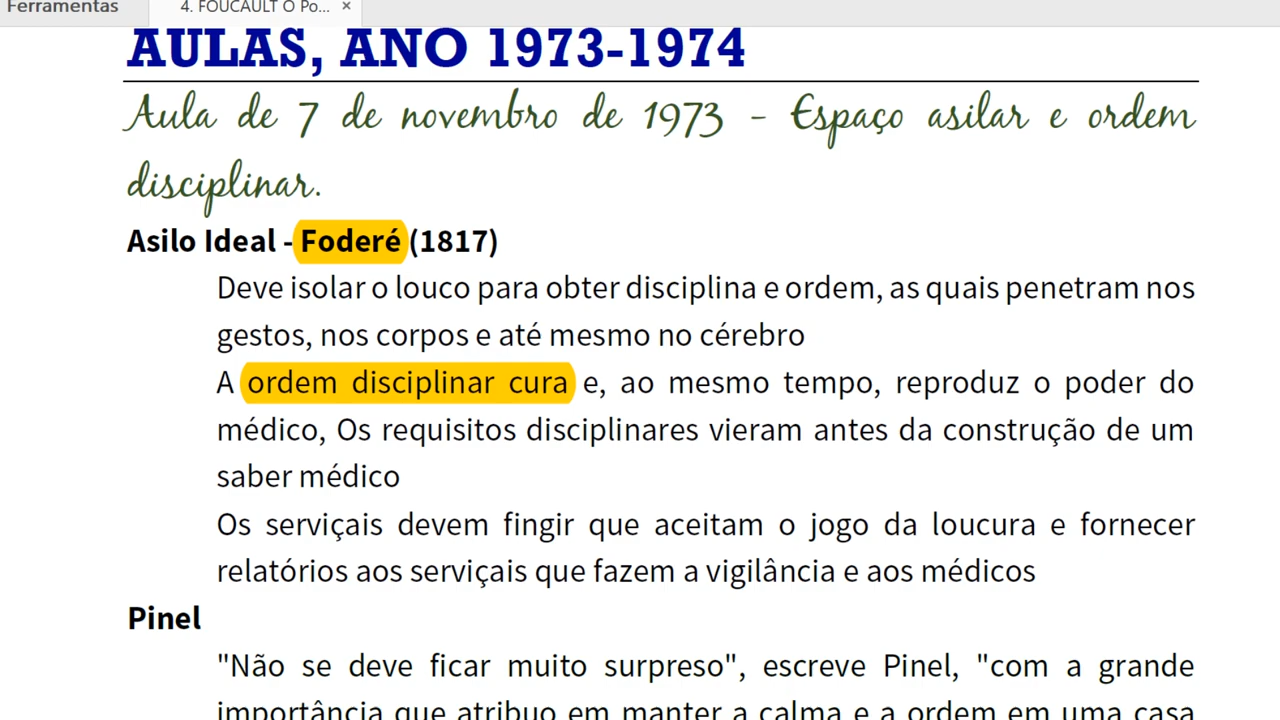 Ferramentas
4. FOUCAULT O Po... ×
AULAS, ANO 1973-1974
Aula de 7 de novembro de 1973 - Espaço asilar e ordem
disciplinar.
Asilo Ideal - Foderé (1817)
Deve isolar o louco para obter disciplina e ordem, as quais penetram nos
gestos, nos corpos e até mesmo no cérebro
A ordem disciplinar cura e, ao mesmo tempo, reproduz o poder do
médico, Os requisitos disciplinares vieram antes da construção de um
saber médico
Os serviçais devem fingir que aceitam o jogo da loucura e fornecer
relatórios aos serviçais que fazem a vigilância e aos médicos
Pinel
"Não se deve ficar muito surpreso", escreve Pinel, "com a grande
importância que atribuo em manter a calma e a ordem em uma casa